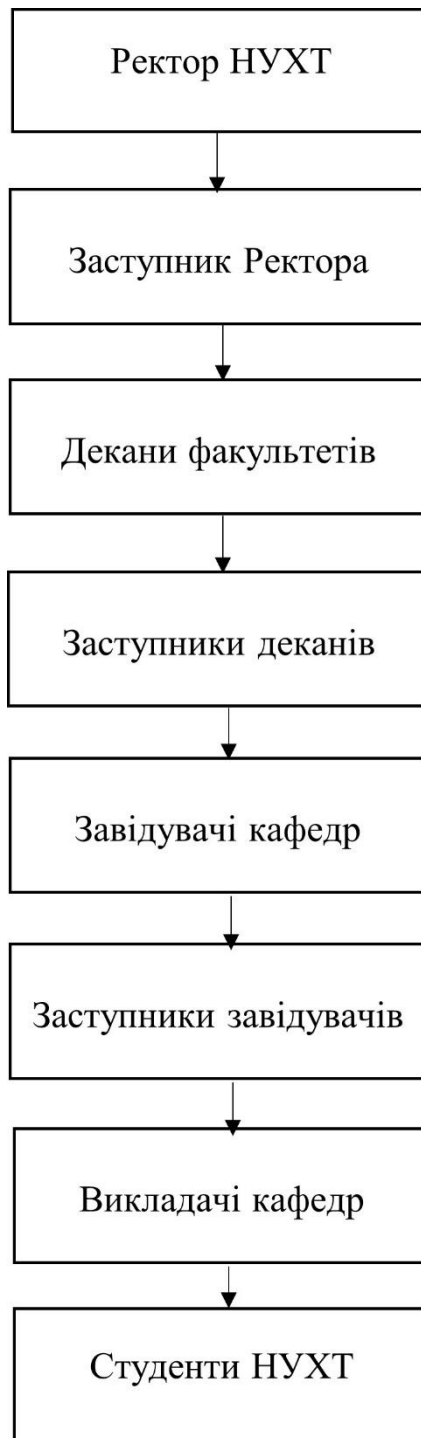 Ректор НУХТ
Заступник Ректора
Декани факультетів
Заступники деканів
Завідувачі кафедр
Заступники завідувачів
Викладачі кафедр
Студенти НУХТ